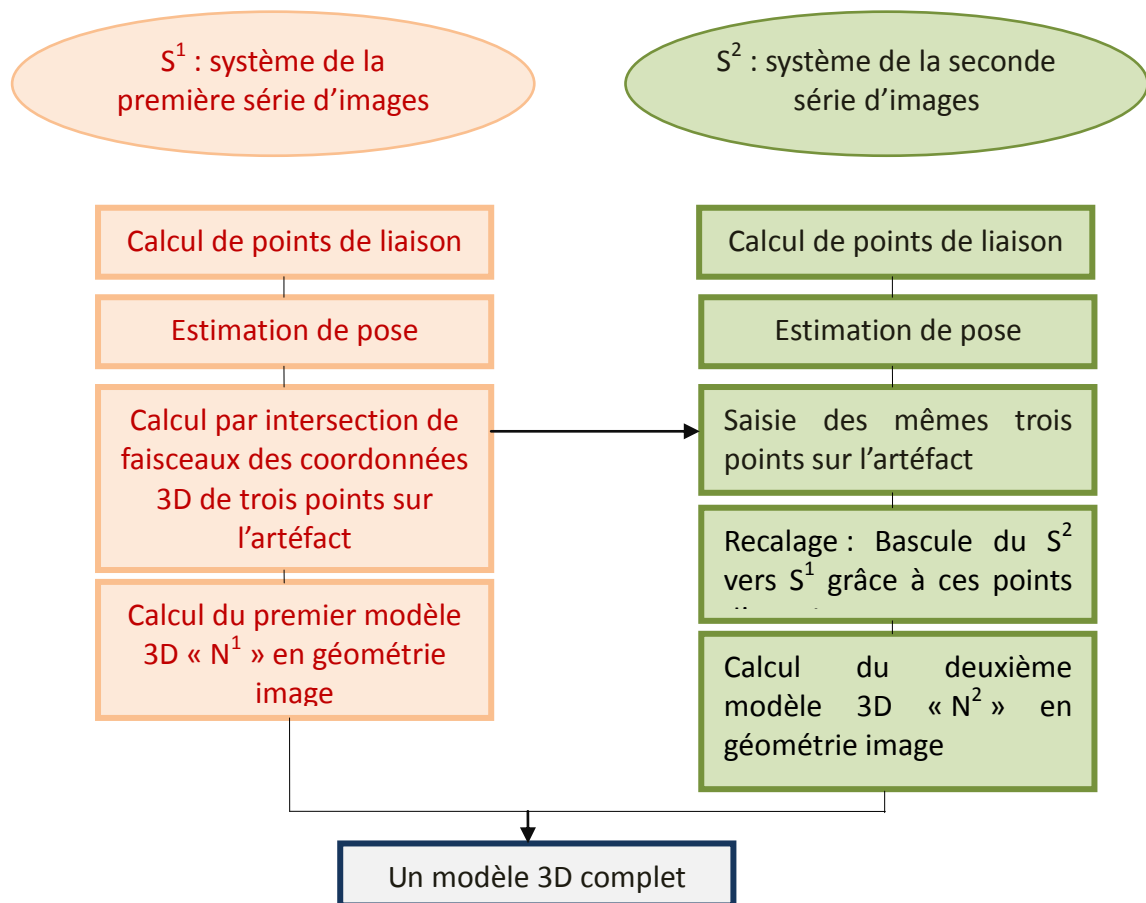 S¹ : système de la
première série d’images
S² : système de la seconde
série d’images
Calcul de points de liaison
Estimation de pose
Calcul par intersection de
faisceaux des coordonnées
3D de trois points sur
l’artéfact
Calcul du premier modèle
3D « N¹ » en géométrie
image
Calcul de points de liaison
Estimation de pose
Saisie des mêmes trois
points sur l’artéfact
Recalage : Bascule du S²
vers S¹ grâce à ces points
Calcul du deuxième
modèle 3D « N² » en
géométrie image
Un modèle 3D complet